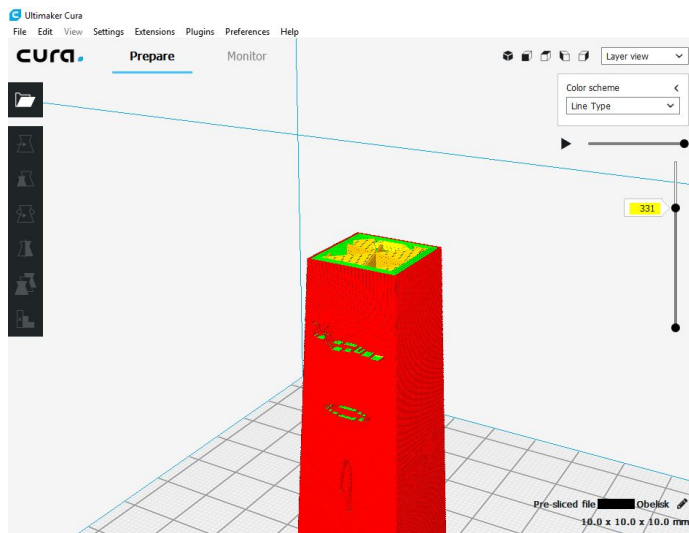 Ultimaker Cura
File Edit View Settings Extensions Plugins Preferences Help
cura. Prepare Monitor Layer view
Color scheme
Line Type
331
Pre-sliced file Obelisk
10.0 x 10.0 x 10.0 mm